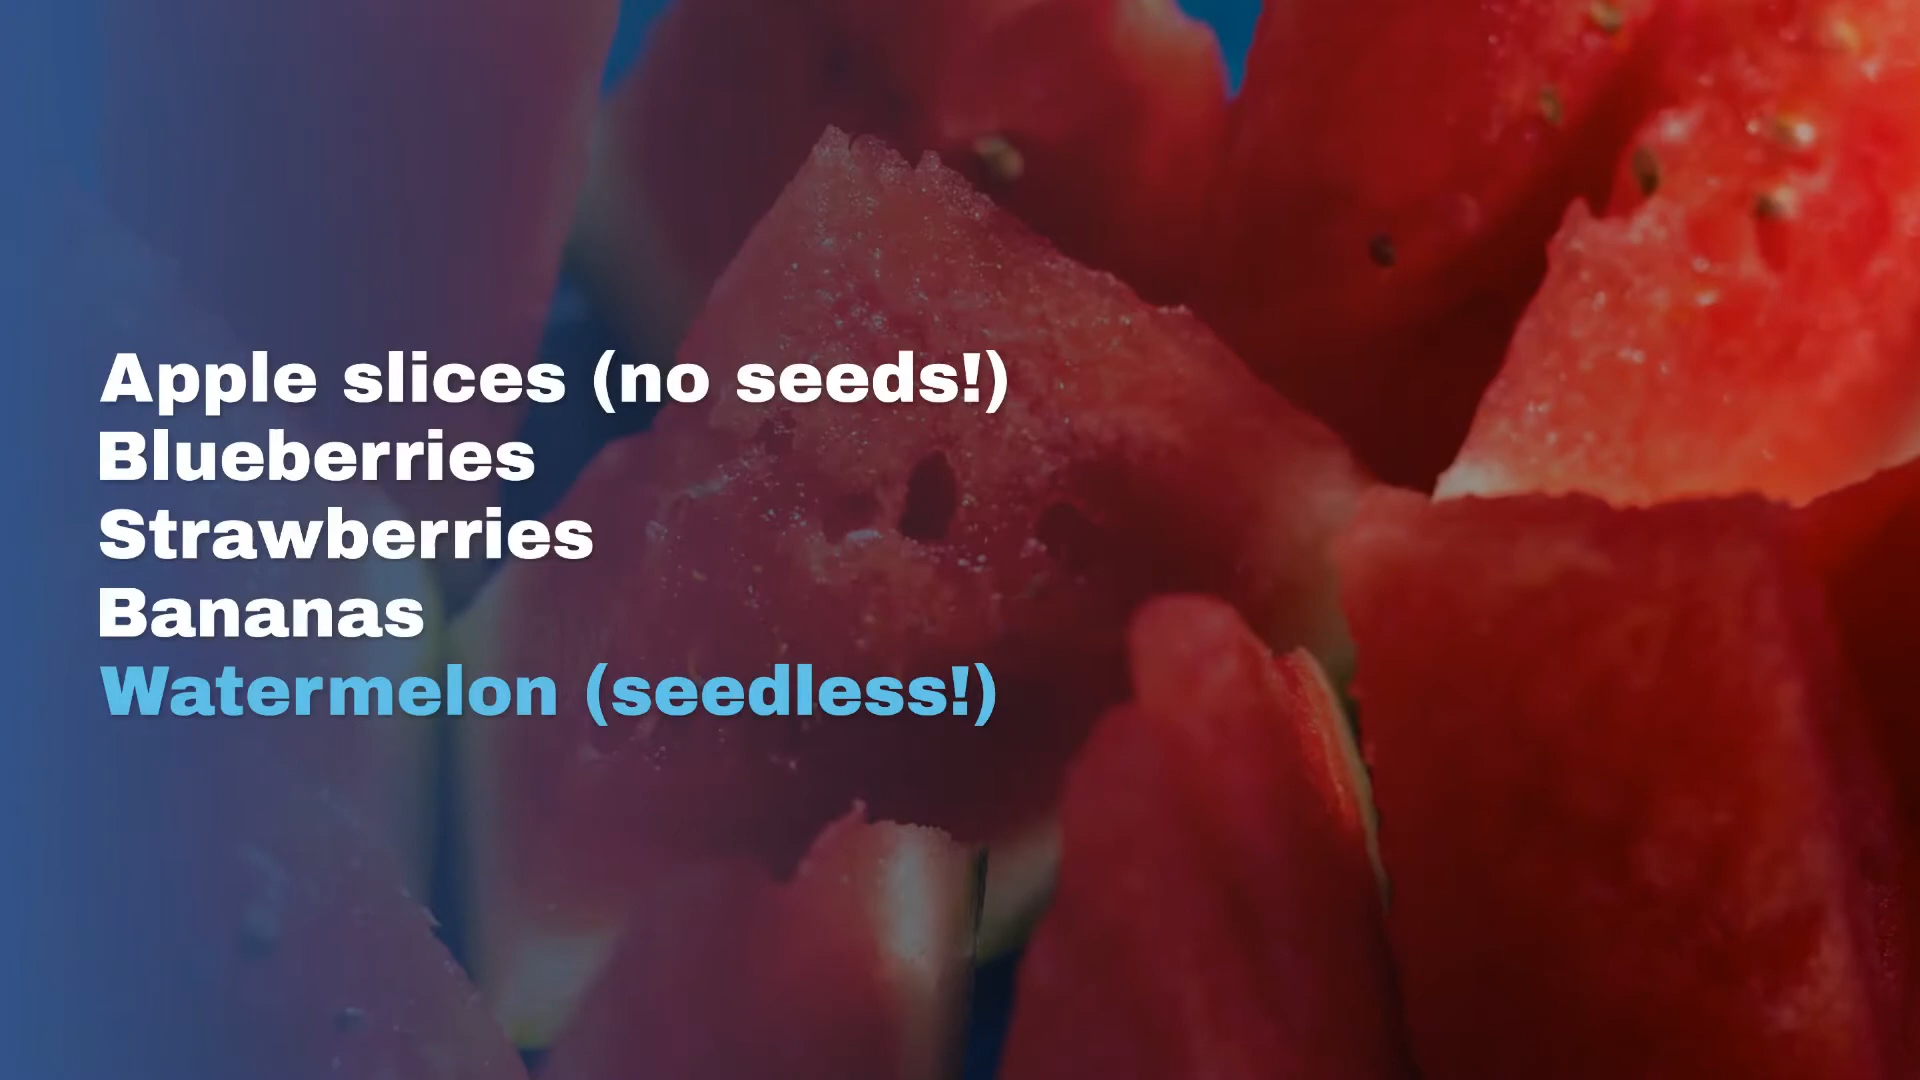 Apple slices (no seeds!)
Blueberries
Strawberries
Bananas
Watermelon (seedless!)